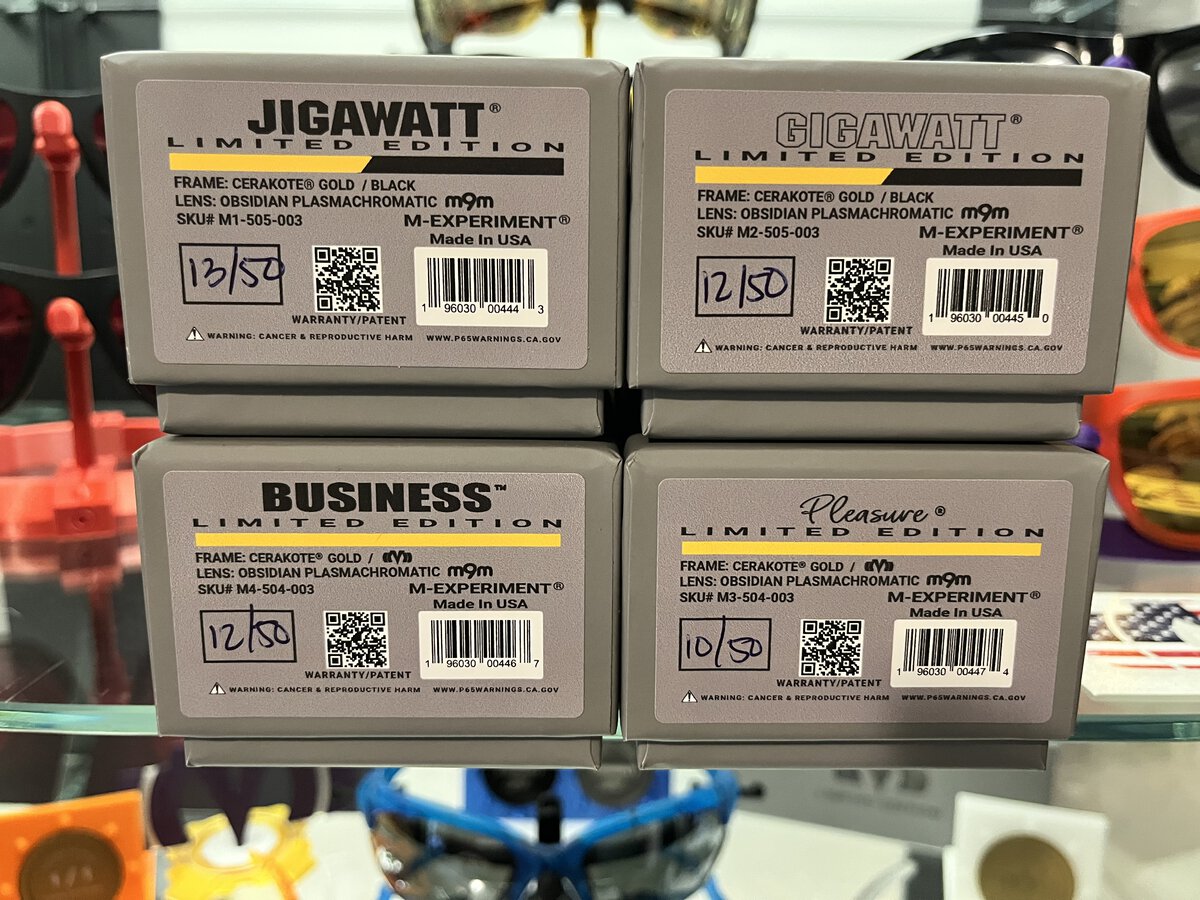 JIGAWATT®
LIMITED EDITION
FRAME: CERAKOTE® GOLD / BLACK
LENS: OBSIDIAN PLASMACHROMATIC m9m
SKU# M1-505-003 M-EXPERIMENT®
Made In USA
13/50
1 96030 00444 3
WARRANTY/PATENT
WARNING: CANCER & REPRODUCTIVE HARM WWW.P65WARNINGS.CA.GOV
GIGAWATT®
LIMITED EDITION
FRAME: CERAKOTE® GOLD / BLACK
LENS: OBSIDIAN PLASMACHROMATIC m9m
SKU# M2-505-003 M-EXPERIMENT®
Made In USA
12/50
1 96030 00445 0
WARRANTY/PATENT
WARNING: CANCER & REPRODUCTIVE HARM WWW.P65WARNINGS.CA.GOV
BUSINESS™
LIMITED EDITION
FRAME: CERAKOTE® GOLD /
LENS: OBSIDIAN PLASMACHROMATIC m9m
SKU# M4-504-003 M-EXPERIMENT®
Made In USA
12/50
1 96030 00446 7
WARRANTY/PATENT
WARNING: CANCER & REPRODUCTIVE HARM WWW.P65WARNINGS.CA.GOV
Pleasure®
LIMITED EDITION
FRAME: CERAKOTE® GOLD /
LENS: OBSIDIAN PLASMACHROMATIC m9m
SKU# M3-504-003 M-EXPERIMENT®
Made In USA
10/50
1 96030 00447 4
WARRANTY/PATENT
WARNING: CANCER & REPRODUCTIVE HARM WWW.P65WARNINGS.CA.GOV